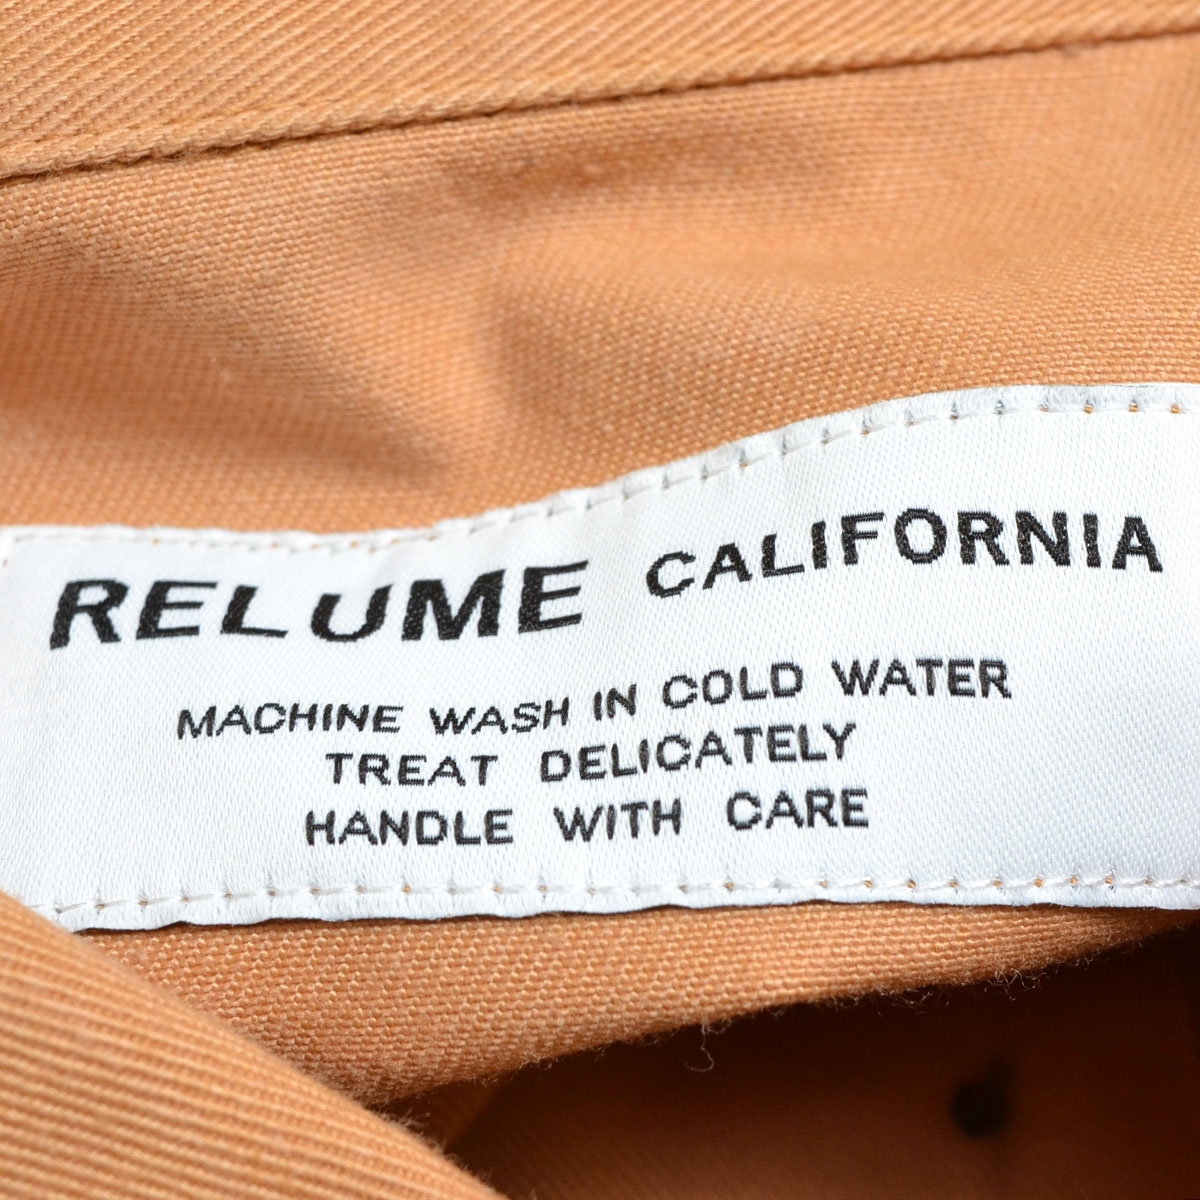 RELUME CALIFORNIA
MACHINE WASH IN COLD WATER
TREAT DELICATELY
HANDLE WITH CARE